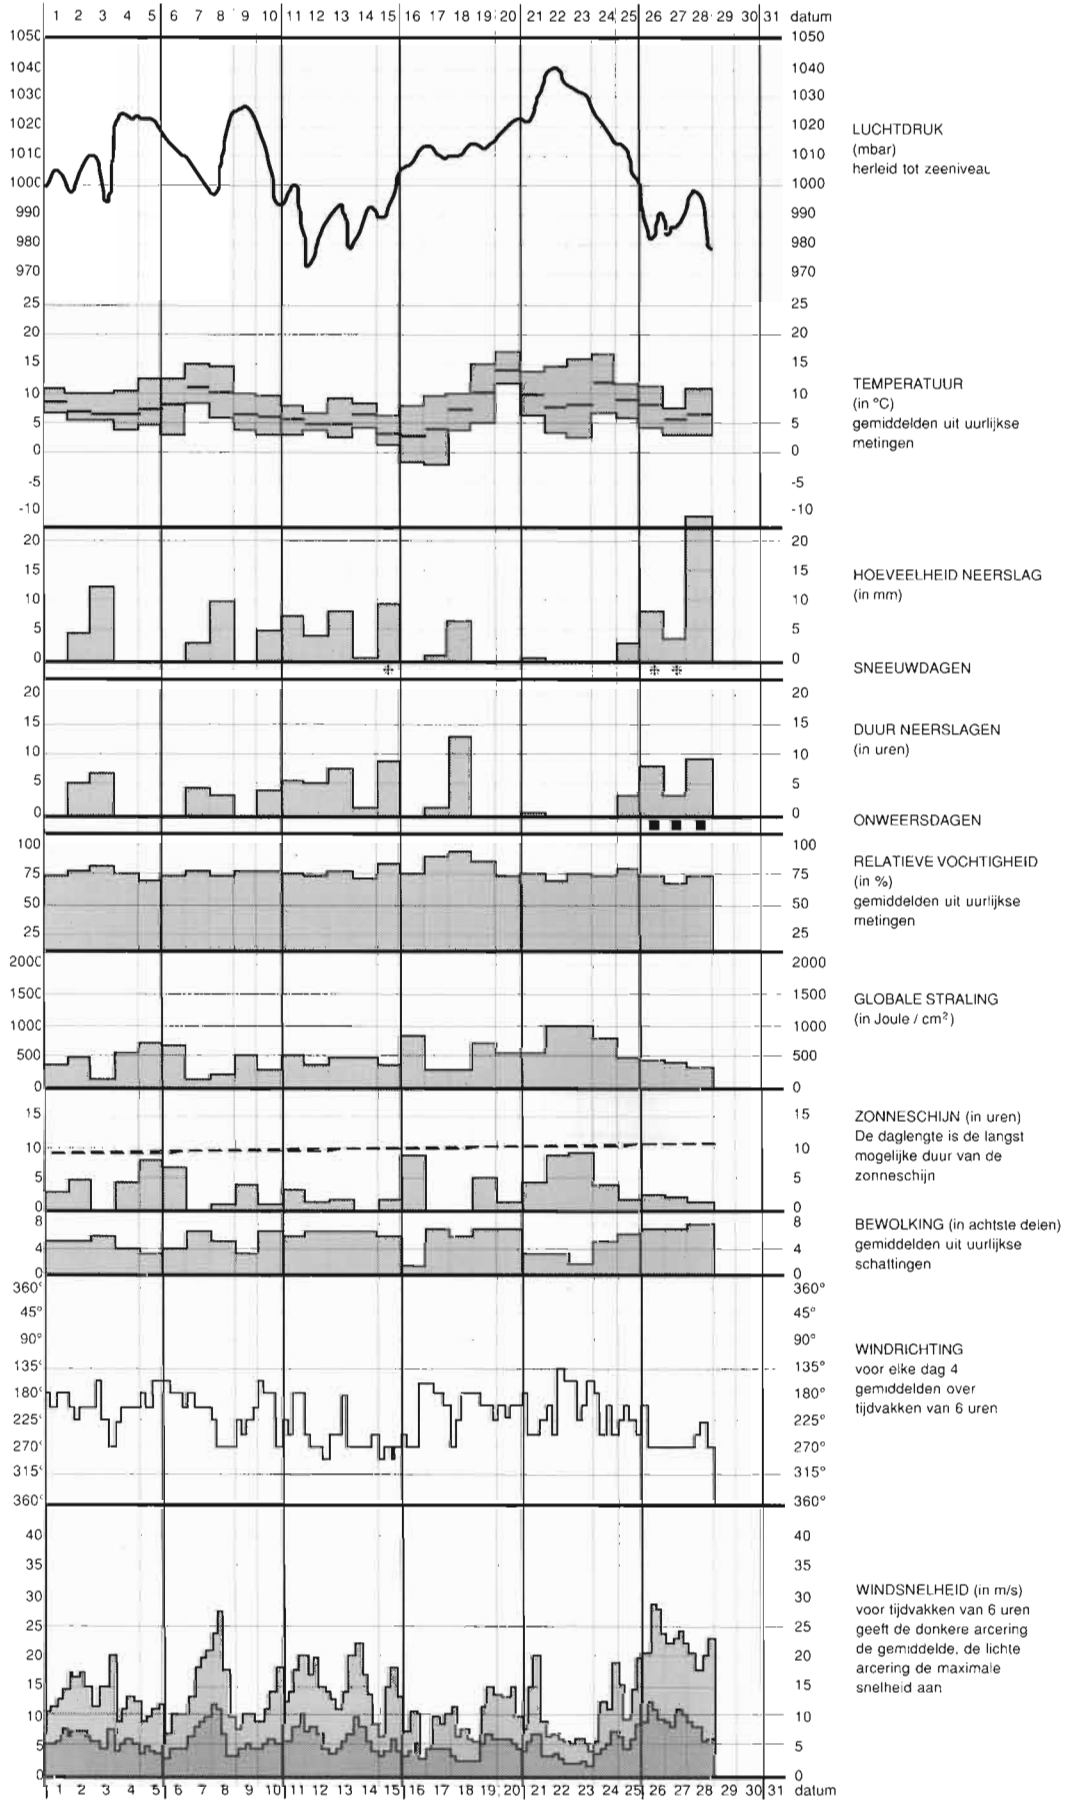 1 2 3 4 5 6 7 8 9 10 11 12 13 14 15 16 17 18 19 20 21 22 23 24 25 26 27 28 29 30 31 datum
1050 1050
1040 1040
1030 1030
1020 1020
1010 1010
1000 1000
990 990
980 980
970 970
LUCHTDRUK
(mbar)
herleid tot zeeniveau
25 25
20 20
15 15
10 10
5 5
0 0
-5 -5
-10 -10
TEMPERATUUR
(in °C)
gemiddelden uit uurlijkse
metingen
20 20
15 15
10 10
5 5
0 0
HOEVEELHEID NEERSLAG
(in mm)
SNEEUWDAGEN
20 20
15 15
10 10
5 5
0 0
DUUR NEERSLAGEN
(in uren)
ONWEERSDAGEN
100 100
75 75
50 50
25 25
RELATIEVE VOCHTIGHEID
(in %)
gemiddelden uit uurlijkse
metingen
2000 2000
1500 1500
1000 1000
500 500
0 0
GLOBALE STRALING
(in Joule / cm²)
15 15
10 10
5 5
0 0
ZONNESCHIJN (in uren)
De daglengte is de langst
mogelijke duur van de
zonneschijn
8 8
4 4
0 0
BEWOLKING (in achtste delen)
gemiddelden uit uurlijkse
schattingen
360° 360°
45° 45°
90° 90°
135° 135°
180° 180°
225° 225°
270° 270°
315° 315°
360° 360°
WINDRICHTING
voor elke dag 4
gemiddelden over
tijdvakken van 6 uren
40 40
35 35
30 30
25 25
20 20
15 15
10 10
5 5
0 0
WINDSNELHEID (in m/s)
voor tijdvakken van 6 uren
geeft de donkere arcering
de gemiddelde, de lichte
arcering de maximale
snelheid aan
1 2 3 4 5 6 7 8 9 10 11 12 13 14 15 16 17 18 19 20 21 22 23 24 25 26 27 28 29 30 31 datum